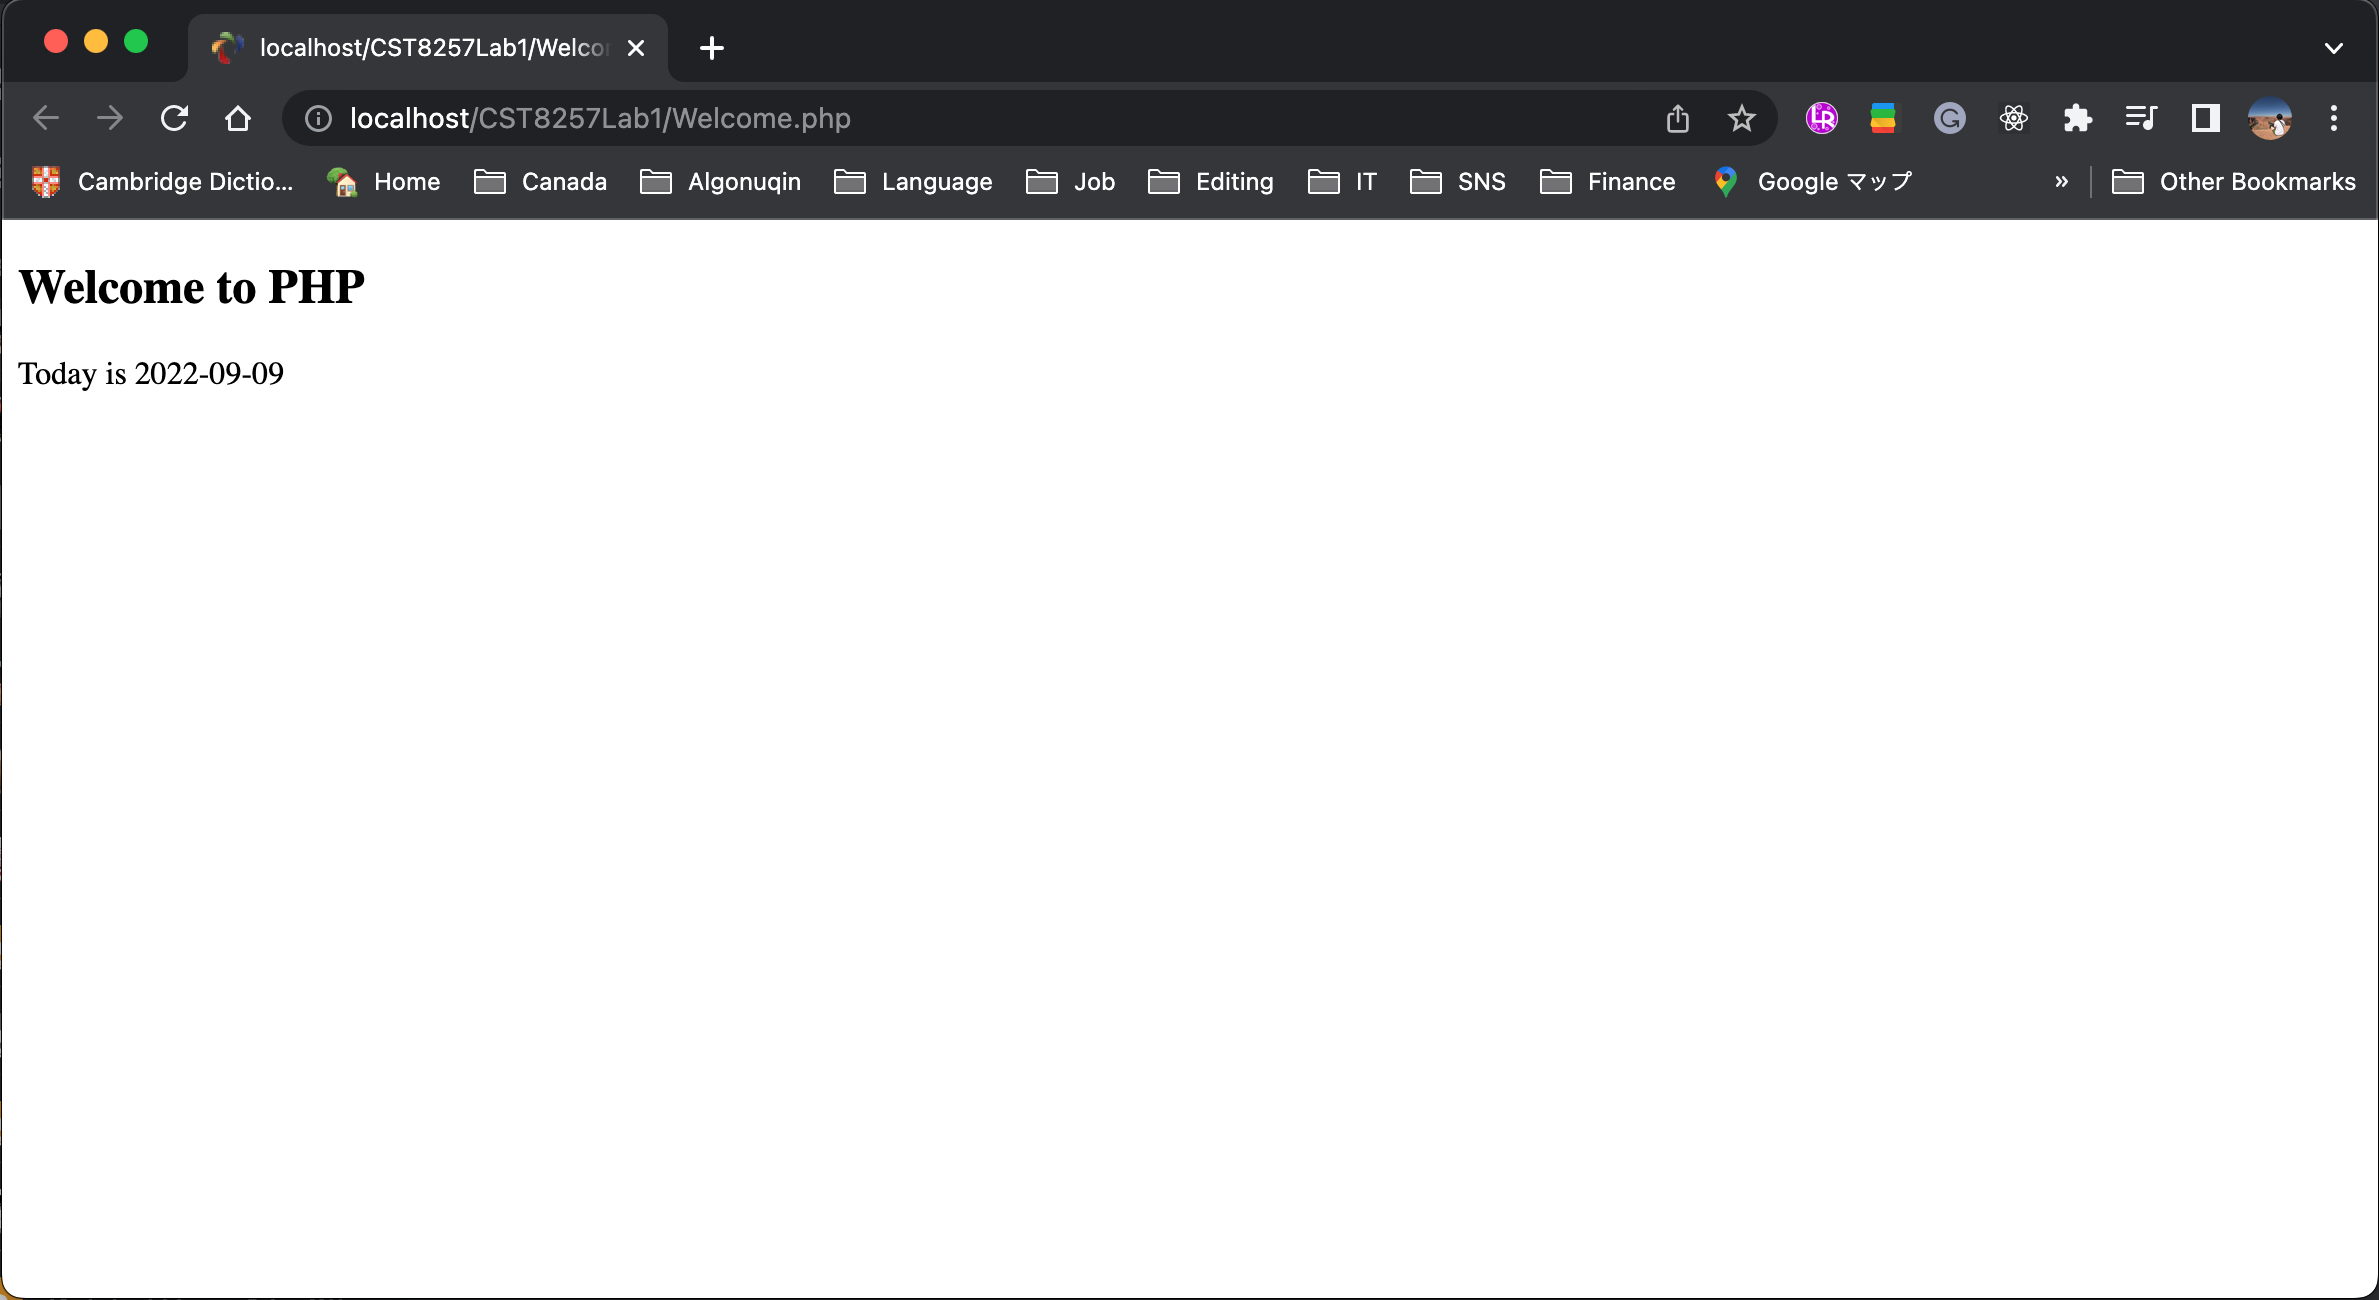 localhost/CST8257Lab1/Welcor
localhost/CST8257Lab1/Welcome.php
Cambridge Dictio... Home Canada Algonuqin Language Job Editing IT SNS Finance Google マップ » Other Bookmarks
Welcome to PHP
Today is 2022-09-09